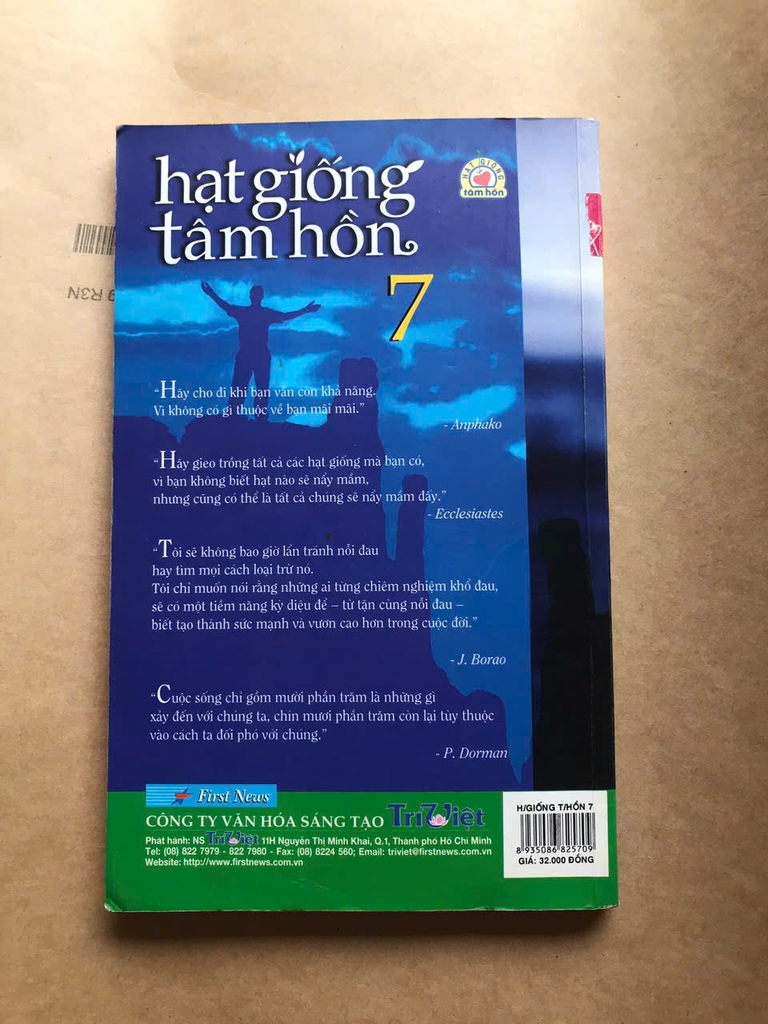 hạt giống
tâm hồn
HẠT GIỐNG
tâm hồn
7
"Hãy cho đi khi bạn vẫn còn khả năng.
Vì không có gì thuộc về bạn mãi mãi."
- Anphako
"Hãy gieo trồng tất cả các hạt giống mà bạn có,
vì bạn không biết hạt nào sẽ nẩy mầm,
nhưng cũng có thể là tất cả chúng sẽ nẩy mầm đấy."
- Ecclesiastes
"Tôi sẽ không bao giờ lẩn tránh nỗi đau
hay tìm mọi cách loại trừ nó.
Tôi chỉ muốn nói rằng những ai từng chiêm nghiệm khổ đau,
sẽ có một tiềm năng kỳ diệu để – từ tận cùng nỗi đau –
biết tạo thành sức mạnh và vươn cao hơn trong cuộc đời."
- J. Borao
"Cuộc sống chỉ gồm mười phần trăm là những gì
xảy đến với chúng ta, chín mươi phần trăm còn lại tùy thuộc
vào cách ta đối phó với chúng."
- P. Dorman
First News
CÔNG TY VĂN HÓA SÁNG TẠO Trí Việt
Phát hành: NS Trí Việt 11H Nguyễn Thị Minh Khai, Q.1, Thành phố Hồ Chí Minh
Tel: (08) 822 7979 - 822 7980 - Fax: (08) 8224 560; Email: triviet@firstnews.com.vn
Website: http://www.firstnews.com.vn
H/GIỐNG T/HỒN 7
8 935086 825709
GIÁ: 32.000 ĐỒNG
9 R3N